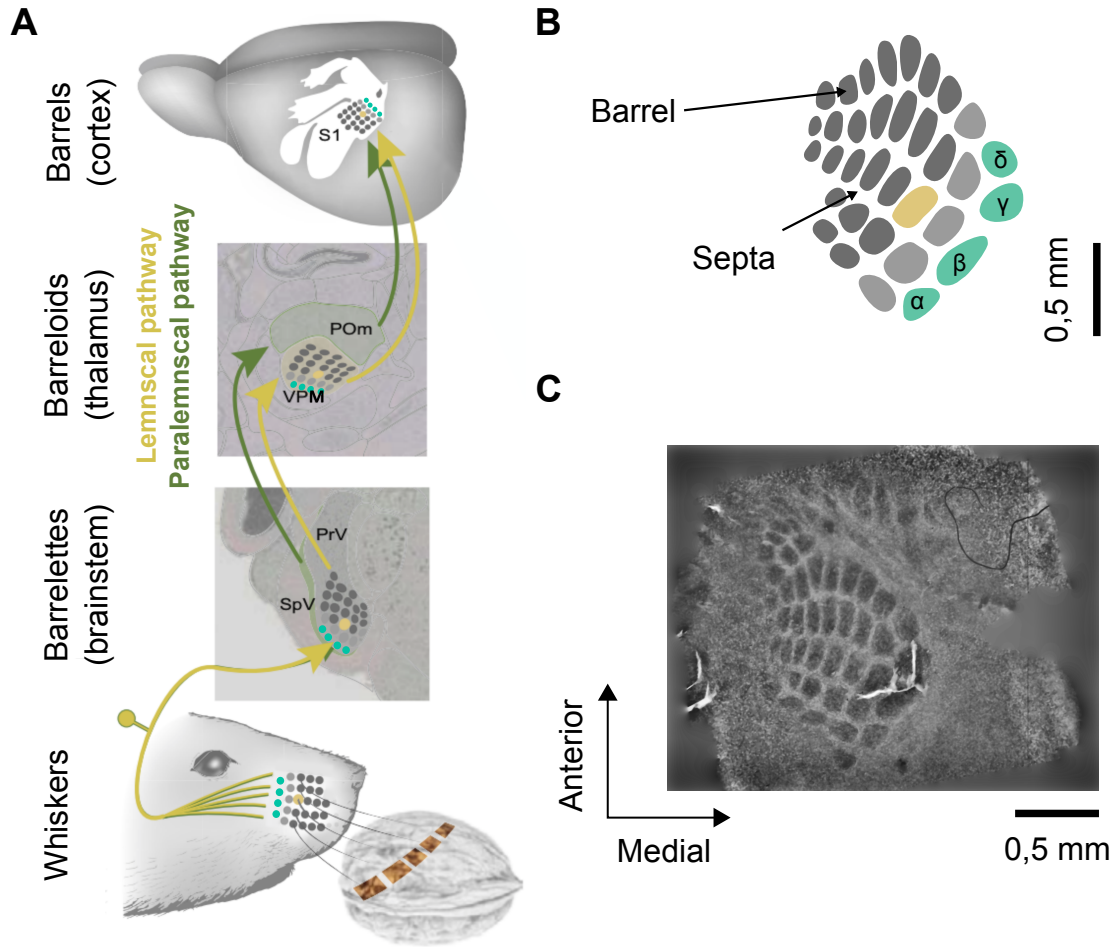 A
Barrels
(cortex)
S1
Barreloids
(thalamus)
Lemnscal pathway
Paralemnscal pathway
POm
VPM
Barrelettes
(brainstem)
PrV
SpV
Whiskers
B
Barrel
Septa
δ
γ
β
α
0,5 mm
C
Anterior
Medial
0,5 mm